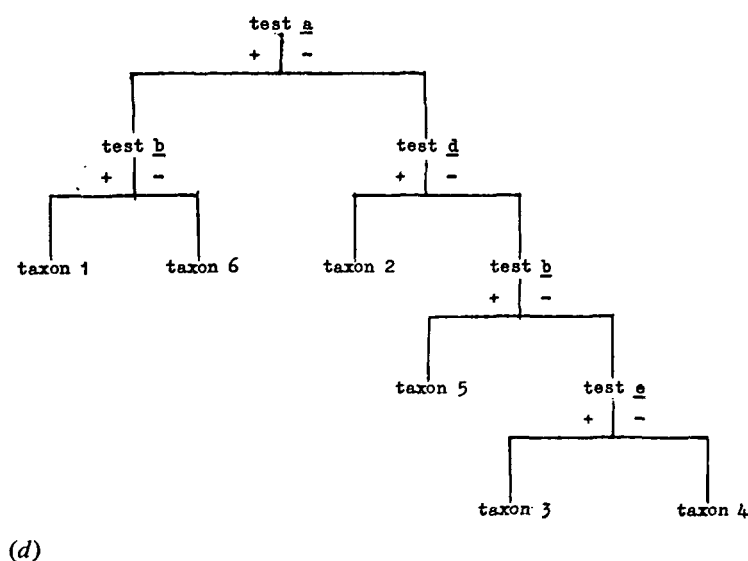 test a
+ -
test b test d
+ - + -
taxon 1 taxon 6 taxon 2 test b
+ -
taxon 5 test e
+ -
taxon 3 taxon 4
(d)